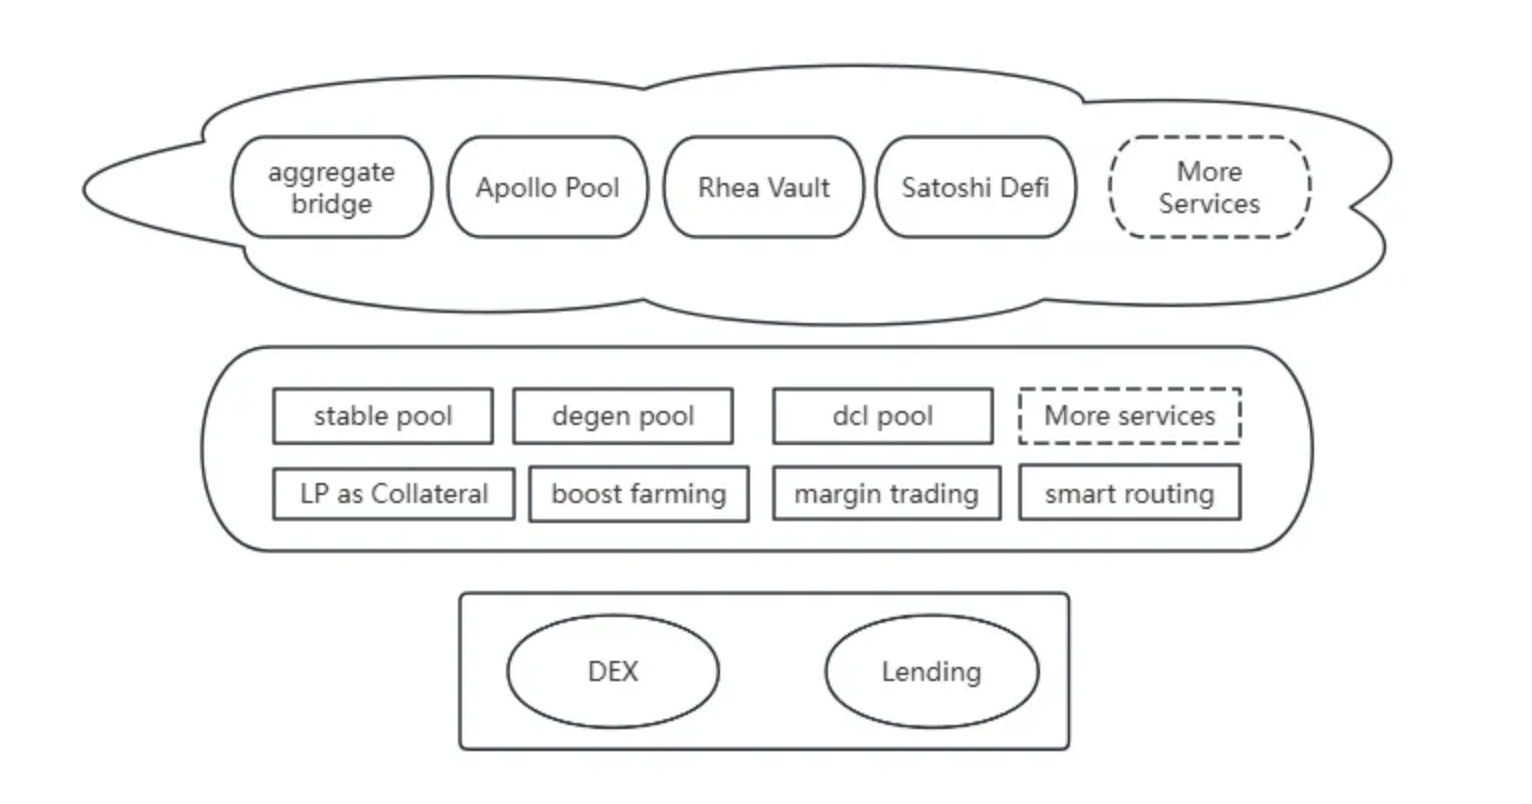 aggregate
bridge
Apollo Pool
Rhea Vault
Satoshi Defi
More
Services
stable pool
degen pool
dcl pool
More services
LP as Collateral
boost farming
margin trading
smart routing
DEX
Lending